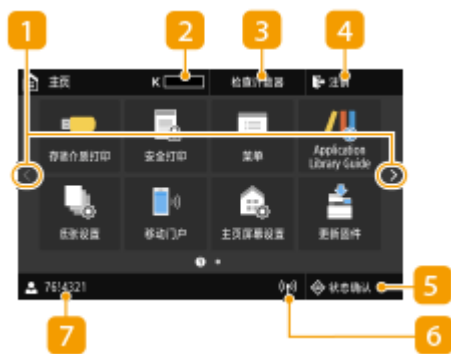 1
2
3
4
主页
K
检查计数器
注销
存储介质打印
安全打印
菜单
Application
Library Guide
纸张设置
移动门户
主页屏幕设置
更新固件
1
7654321
状态确认
5
7
6